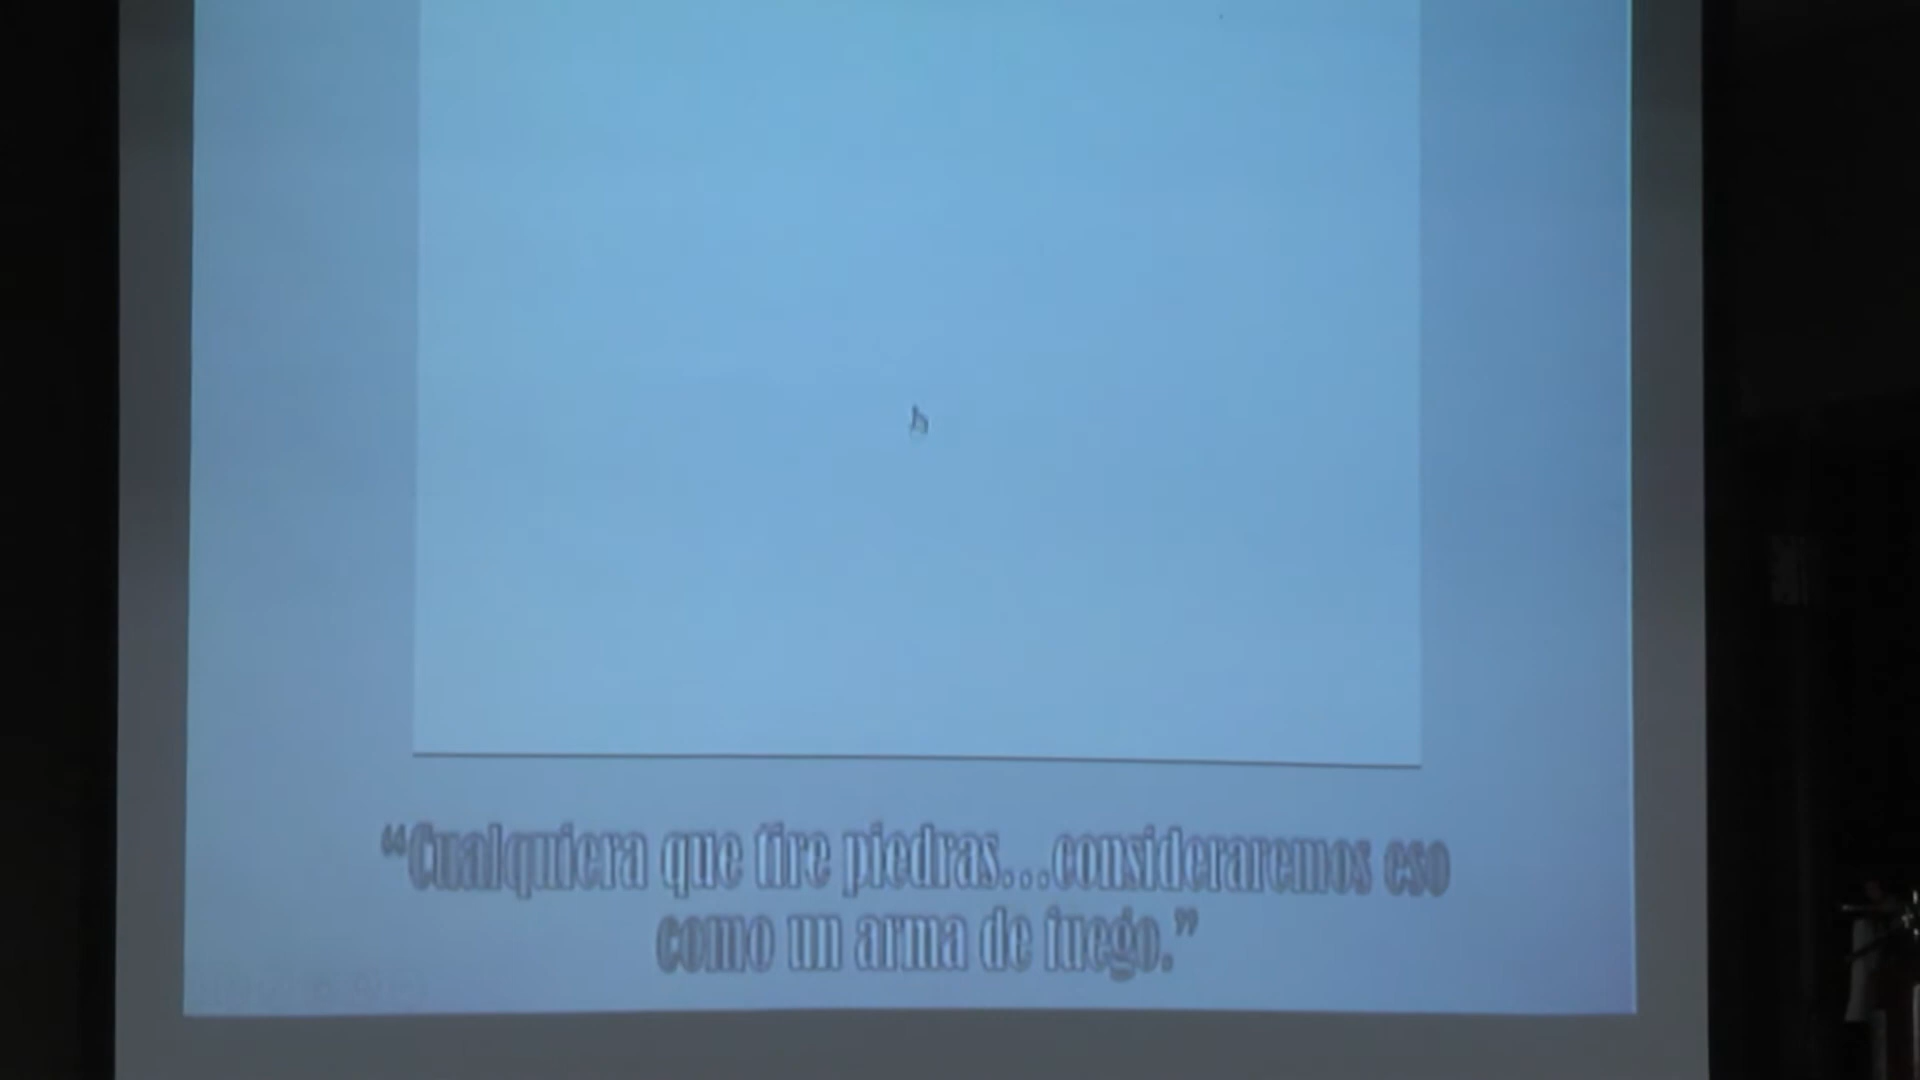 “Cualquiera que tire piedras...consideraremos eso
como un arma de fuego.”